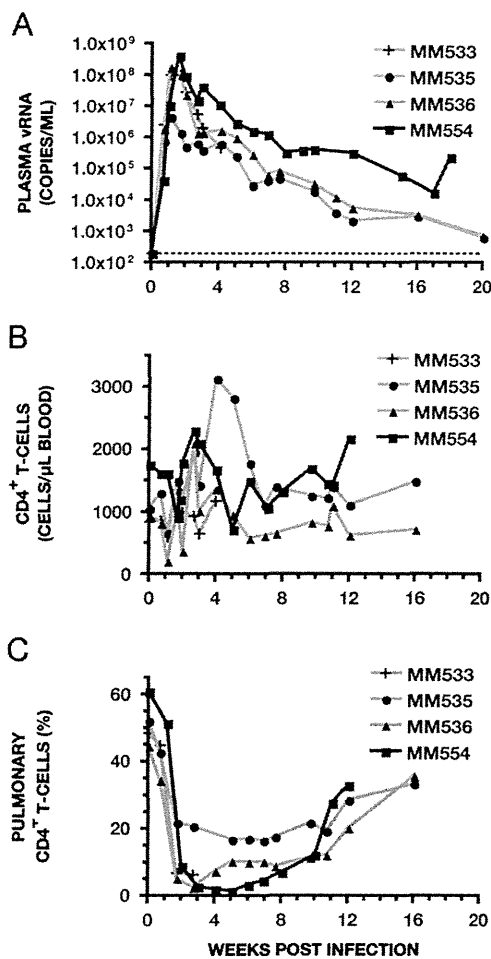 A
PLASMA vRNA
(COPIES/ML)
1.0x10⁹
1.0x10⁸
1.0x10⁷
1.0x10⁶
1.0x10⁵
1.0x10⁴
1.0x10³
1.0x10²
0 4 8 12 16 20
MM533
MM535
MM536
MM554
B
CD4⁺ T-CELLS
(CELLS/µL BLOOD)
3000
2000
1000
0
0 4 8 12 16 20
MM533
MM535
MM536
MM554
C
PULMONARY
CD4⁺ T-CELLS (%)
60
40
20
0
0 4 8 12 16 20
MM533
MM535
MM536
MM554
WEEKS POST INFECTION